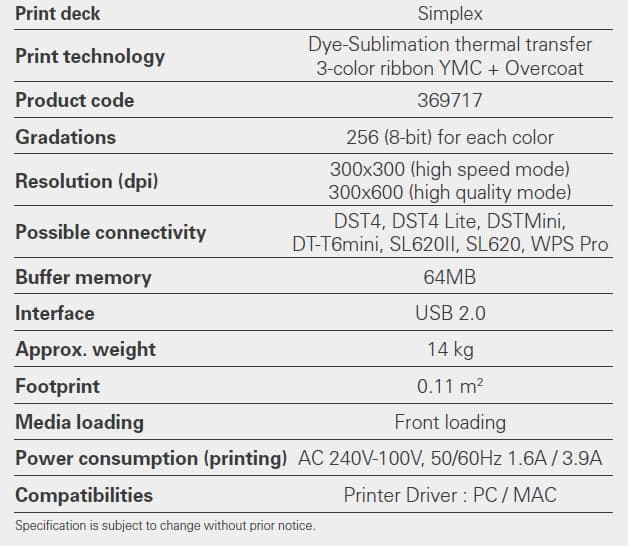 Print deck Simplex
Print technology Dye-Sublimation thermal transfer
3-color ribbon YMC + Overcoat
Product code 369717
Gradations 256 (8-bit) for each color
Resolution (dpi) 300x300 (high speed mode)
300x600 (high quality mode)
Possible connectivity DST4, DST4 Lite, DSTMini,
DT-T6mini, SL620II, SL620, WPS Pro
Buffer memory 64MB
Interface USB 2.0
Approx. weight 14 kg
Footprint 0.11 m²
Media loading Front loading
Power consumption (printing) AC 240V-100V, 50/60Hz 1.6A / 3.9A
Compatibilities Printer Driver : PC / MAC
Specification is subject to change without prior notice.